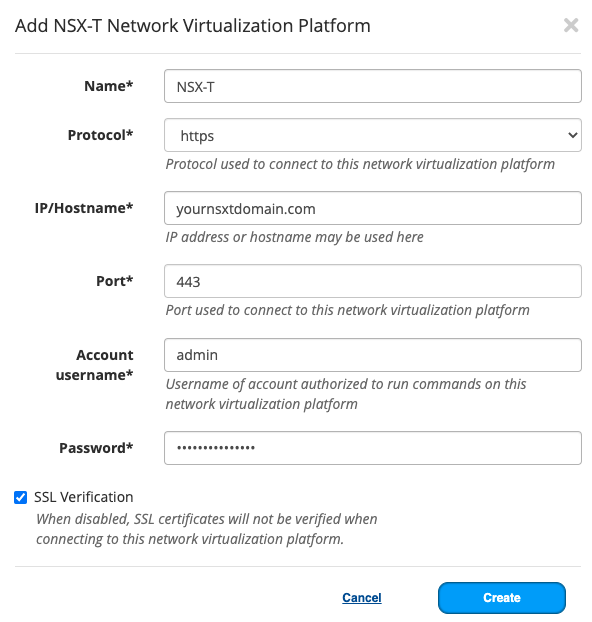 Add NSX-T Network Virtualization Platform
Name* NSX-T
Protocol* https
Protocol used to connect to this network virtualization platform
IP/Hostname* yournsxtdomain.com
IP address or hostname may be used here
Port* 443
Port used to connect to this network virtualization platform
Account
username* admin
Username of account authorized to run commands on this
network virtualization platform
Password* •••••••••••••••
SSL Verification
When disabled, SSL certificates will not be verified when
connecting to this network virtualization platform.
Cancel Create